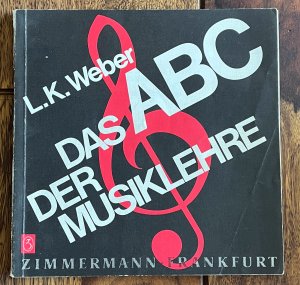 L.K. Weber
DAS ABC
DER
MUSIKLEHRE
ZIMMERMANN FRANKFURT